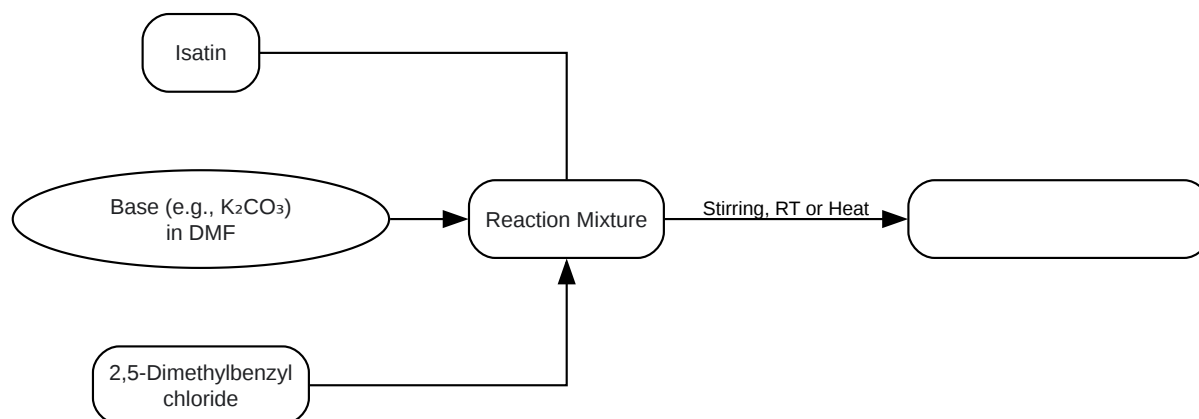 Isatin
Base (e.g., K₂CO₃)
in DMF
Reaction Mixture
Stirring, RT or Heat
2,5-Dimethylbenzyl
chloride